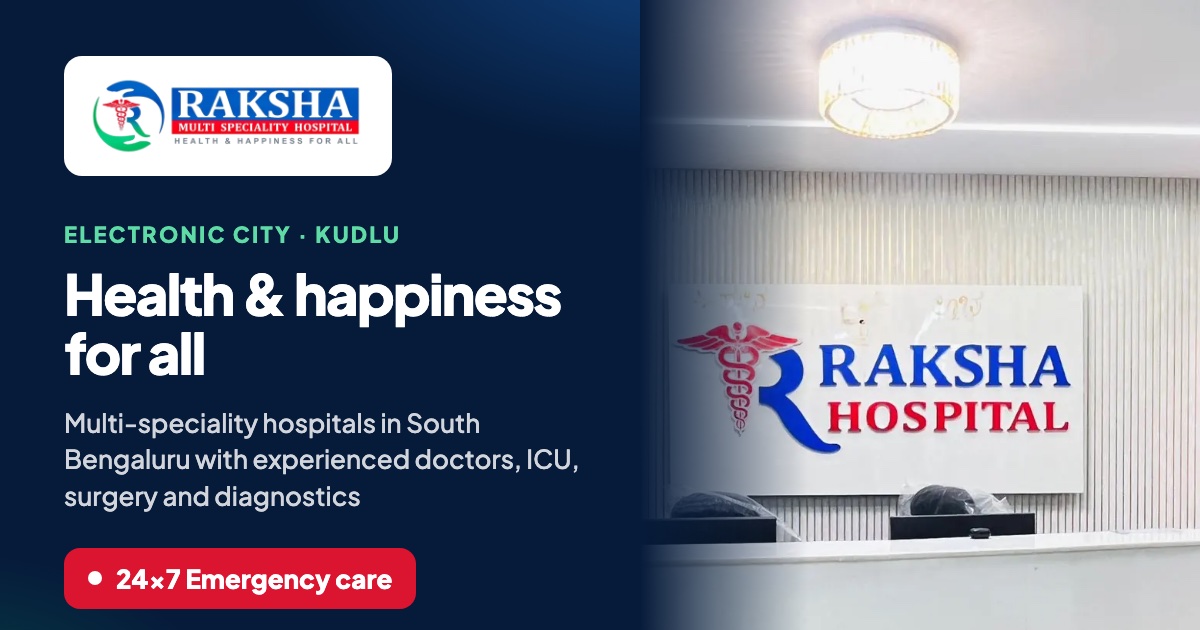 RAKSHA
MULTI SPECIALITY HOSPITAL
HEALTH & HAPPINESS FOR ALL
ELECTRONIC CITY · KUDLU
Health & happiness
for all
Multi-speciality hospitals in South
Bengaluru with experienced doctors, ICU,
surgery and diagnostics
24×7 Emergency care
RAKSHA
HOSPITAL